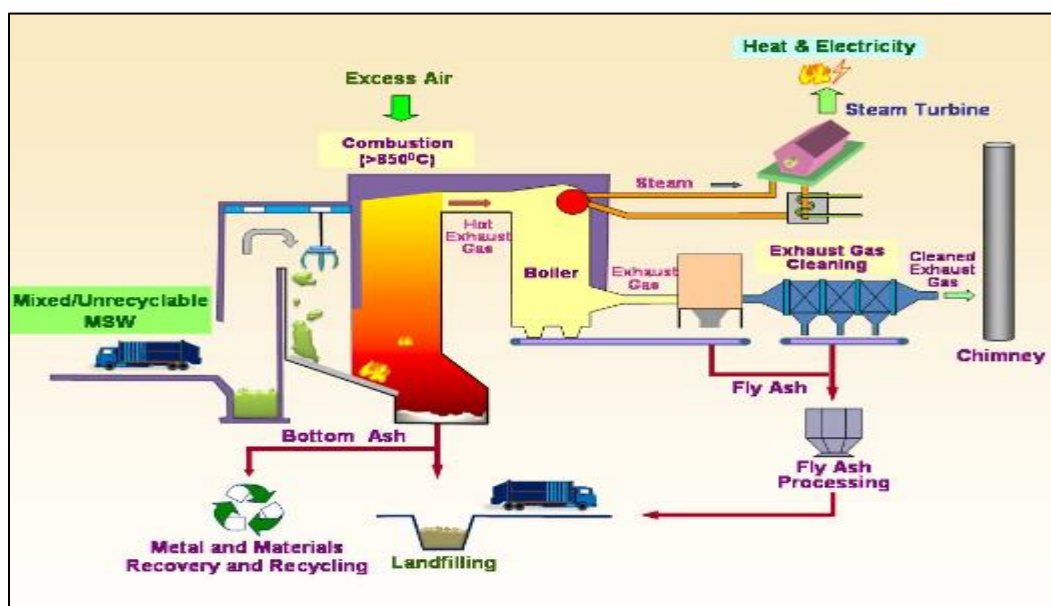 Heat & Electricity
Excess Air
Steam Turbine
Combustion
(>850⁰C)
Steam
Hot
Exhaust
Gas
Boiler
Exhaust
Gas
Exhaust Gas
Cleaning
Cleaned
Exhaust
Gas
Mixed/Unrecyclable
MSW
Chimney
Fly Ash
Bottom Ash
Fly Ash
Processing
Metal and Materials
Recovery and Recycling
Landfilling